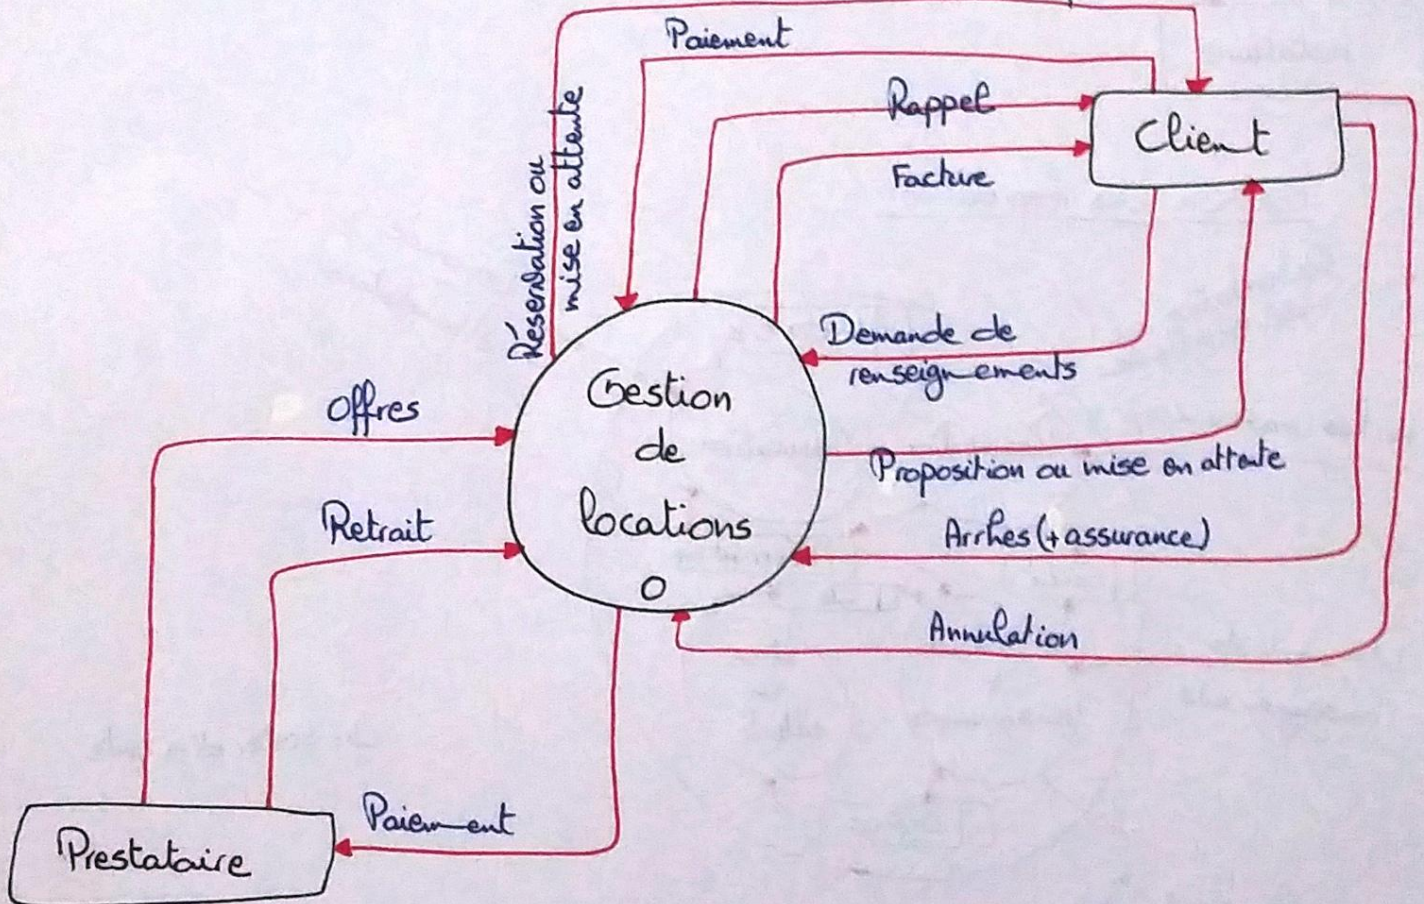 Paiement
Rappel
Client
Facture
Réservation ou
mise en attente
Demande de
renseignements
Gestion
de
locations
0
Offres
Proposition ou mise en attente
Retrait
Arrhes (+ assurance)
Annulation
Paiement
Prestataire